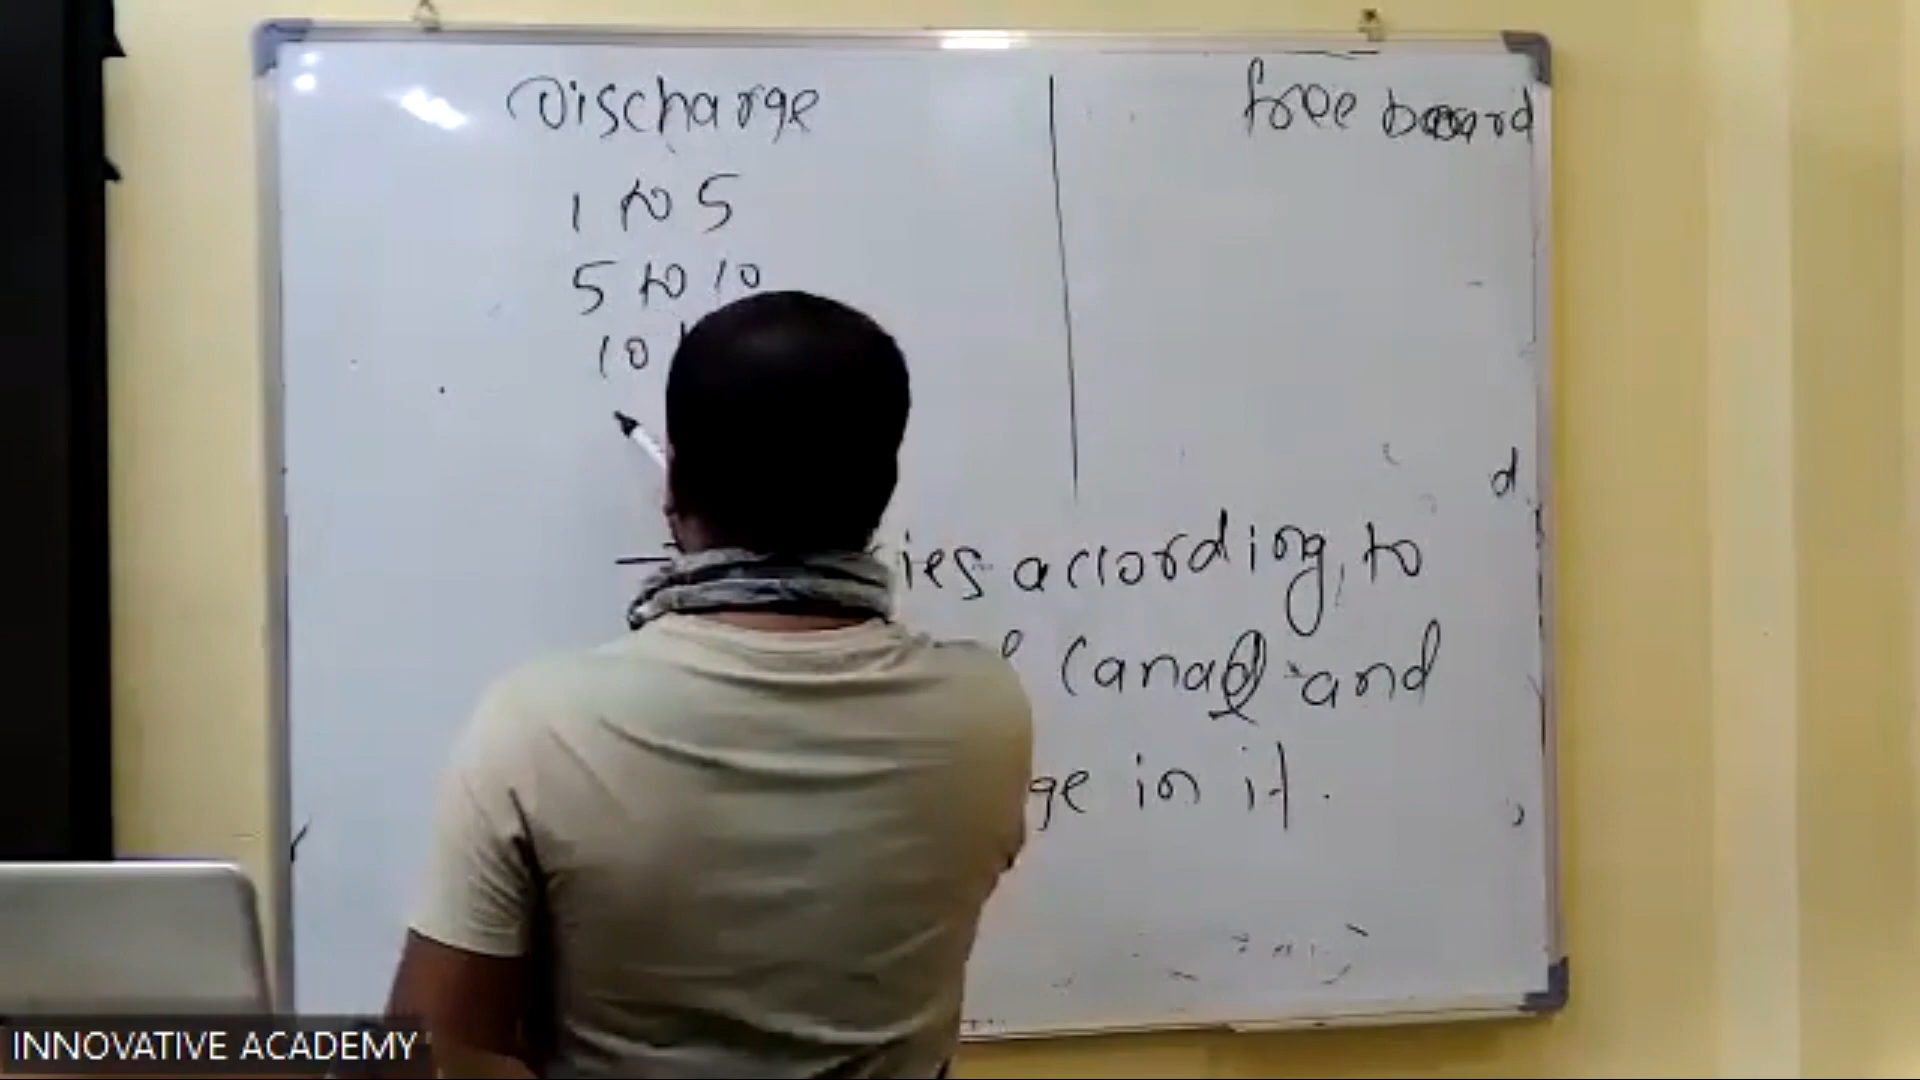 Discharge
free board
1 to 5
5 to 10
10
d
ies according to
canal and
ge in it.
INNOVATIVE ACADEMY